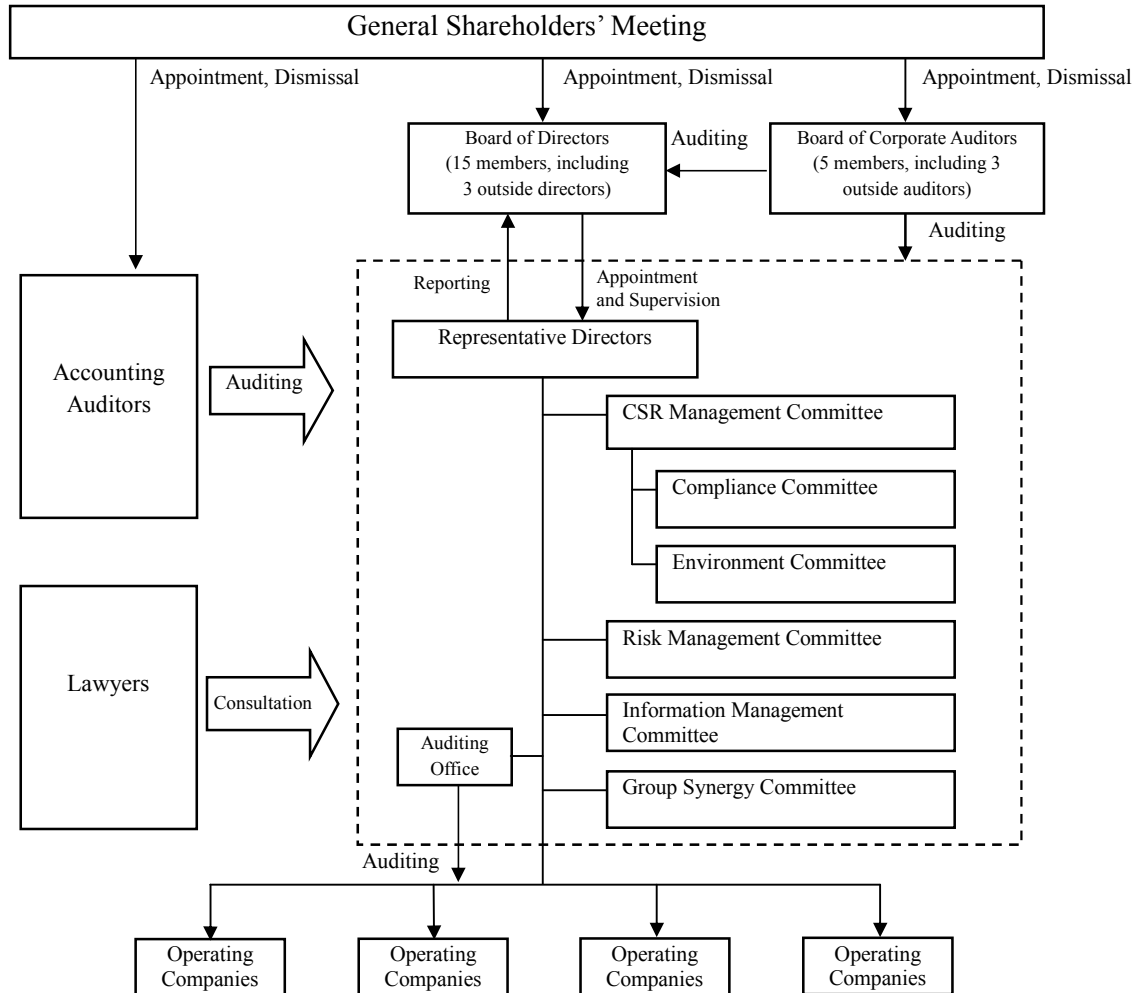 General Shareholders’ Meeting
Appointment, Dismissal
Appointment, Dismissal
Appointment, Dismissal
Board of Directors
(15 members, including
3 outside directors)
Auditing
Board of Corporate Auditors
(5 members, including 3
outside auditors)
Auditing
Reporting
Appointment
and Supervision
Representative Directors
Accounting
Auditors
Auditing
CSR Management Committee
Compliance Committee
Environment Committee
Risk Management Committee
Lawyers
Consultation
Information Management
Committee
Auditing
Office
Group Synergy Committee
Auditing
Operating
Companies
Operating
Companies
Operating
Companies
Operating
Companies